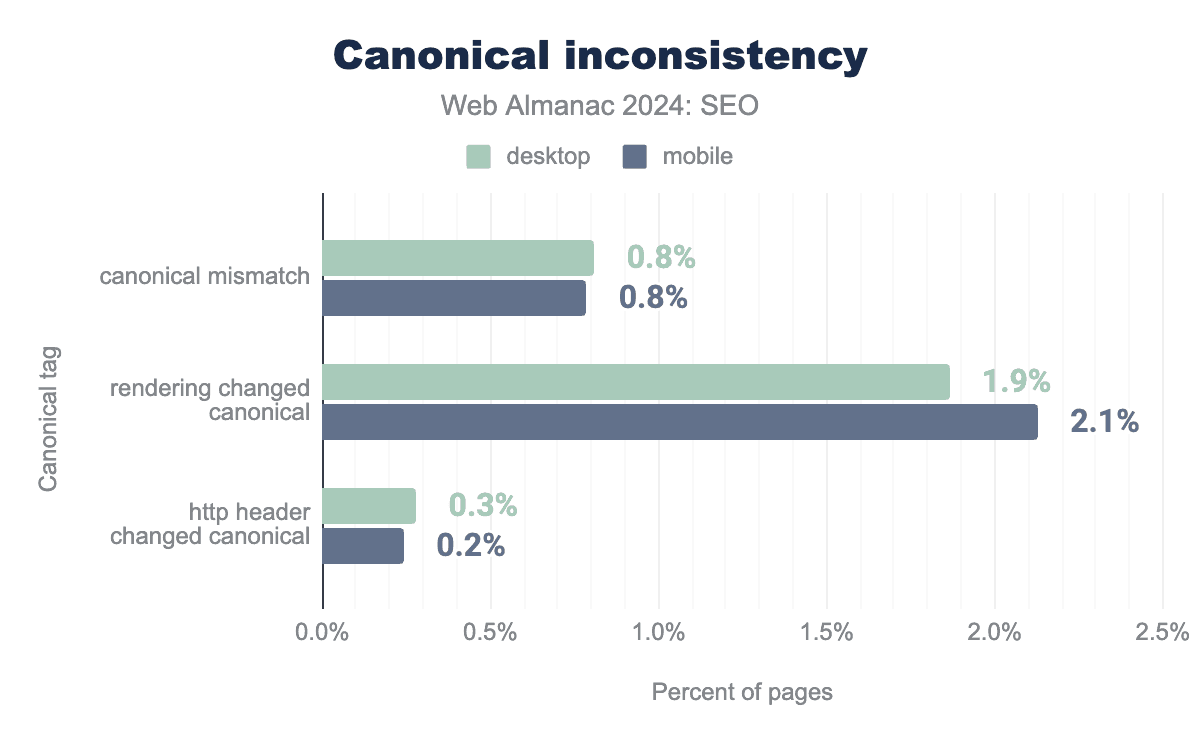 Canonical inconsistency
Web Almanac 2024: SEO
desktop
mobile
Canonical tag
canonical mismatch
0.8%
0.8%
rendering changed
canonical
1.9%
2.1%
http header
changed canonical
0.3%
0.2%
0.0%
0.5%
1.0%
1.5%
2.0%
2.5%
Percent of pages